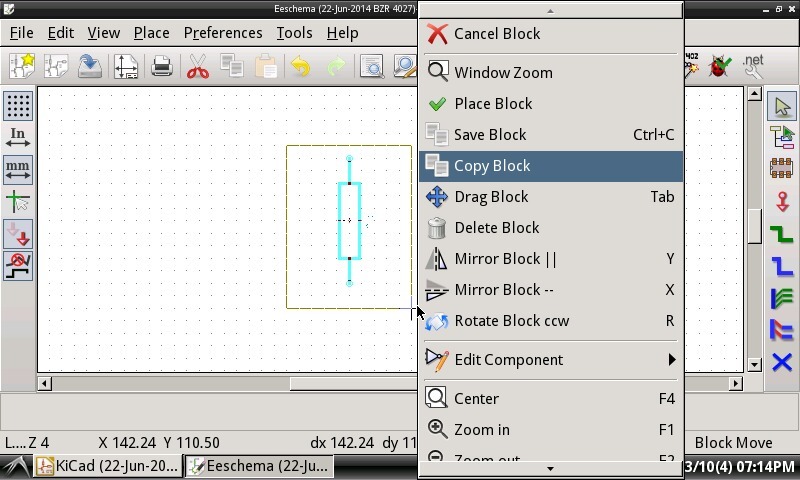 Eeschema (22-Jun-2014 BZR 4027)-
File Edit View Place Preferences Tools Help
.net
In
mm
Cancel Block
Window Zoom
Place Block
Save Block Ctrl+C
Copy Block
Drag Block Tab
Delete Block
Mirror Block || Y
Mirror Block -- X
Rotate Block ccw R
Edit Component
Center F4
Zoom in F1
Zoom out F2
L.... Z 4 X 142.24 Y 110.50 dx 142.24 dy 11 Block Move
KiCad (22-Jun-20... Eeschema (22-Ju... 3/10(4) 07:14PM